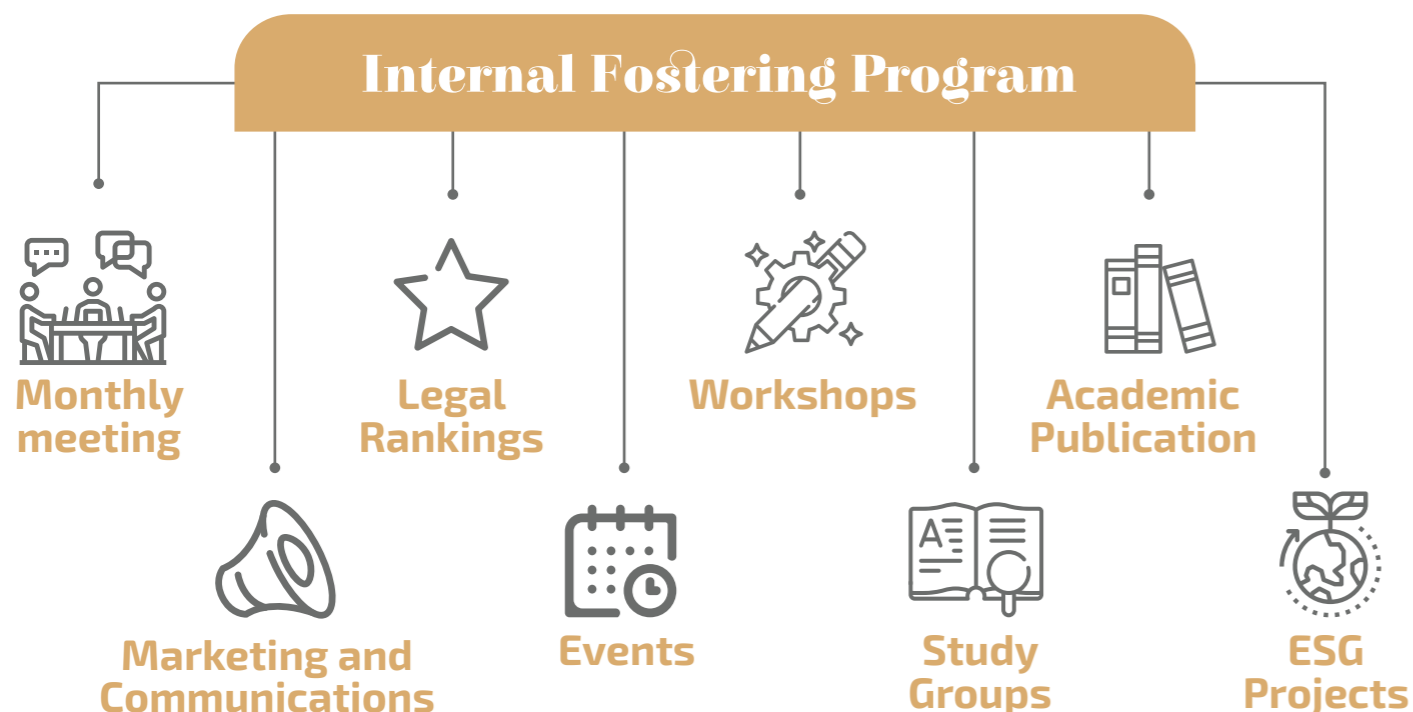 Internal Fostering Program
Monthly
meeting
Legal
Rankings
Workshops
Academic
Publication
Marketing and
Communications
Events
A
Study
Groups
ESG
Projects